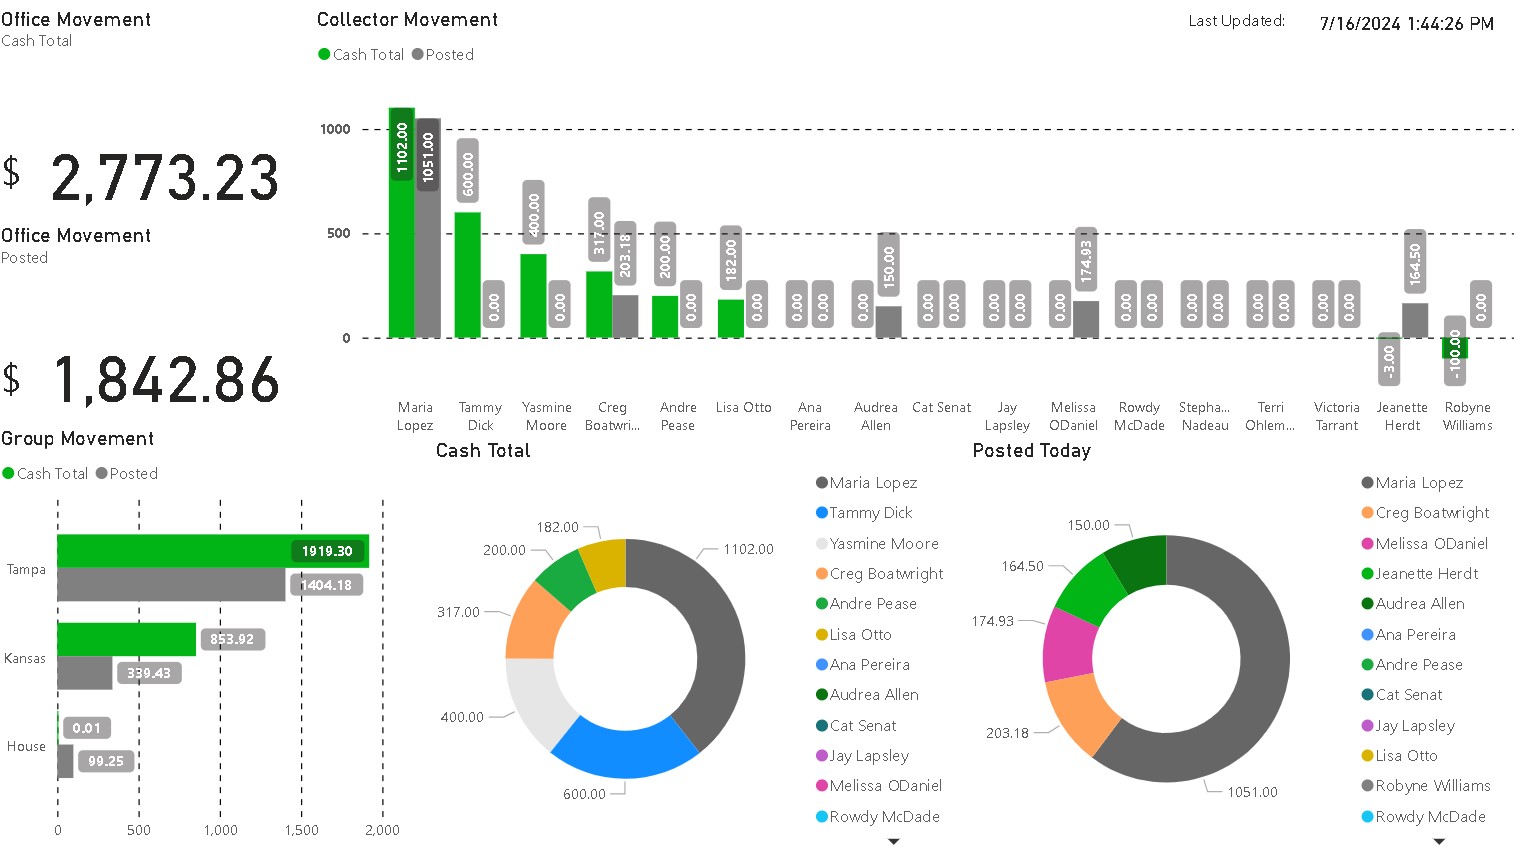 Office Movement
Cash Total
$ 2,773.23
Office Movement
Posted
$ 1,842.86
Collector Movement
Cash Total Posted
Last Updated: 7/16/2024 1:44:26 PM
1000
500
0
1102.00
1051.00
600.00
0.00
400.00
0.00
317.00
203.18
200.00
0.00
182.00
0.00
0.00
0.00
0.00
150.00
0.00
0.00
0.00
0.00
0.00
174.93
0.00
0.00
0.00
0.00
0.00
0.00
0.00
0.00
-3.00
164.50
-100.00
0.00
Maria
Lopez
Tammy
Dick
Yasmine
Moore
Creg
Boatwri...
Andre
Pease
Lisa Otto
Ana
Pereira
Audrea
Allen
Cat Senat
Jay
Lapsley
Melissa
ODaniel
Rowdy
McDade
Stepha...
Nadeau
Terri
Ohlem...
Victoria
Tarrant
Jeanette
Herdt
Robyne
Williams
Group Movement
Cash Total Posted
Tampa
1919.30
1404.18
Kansas
853.92
339.43
House
0.01
99.25
0 500 1,000 1,500 2,000
Cash Total
1102.00
600.00
400.00
317.00
200.00
182.00
Maria Lopez
Tammy Dick
Yasmine Moore
Creg Boatwright
Andre Pease
Lisa Otto
Ana Pereira
Audrea Allen
Cat Senat
Jay Lapsley
Melissa ODaniel
Rowdy McDade
Posted Today
1051.00
203.18
174.93
164.50
150.00
Maria Lopez
Creg Boatwright
Melissa ODaniel
Jeanette Herdt
Audrea Allen
Ana Pereira
Andre Pease
Cat Senat
Jay Lapsley
Lisa Otto
Robyne Williams
Rowdy McDade